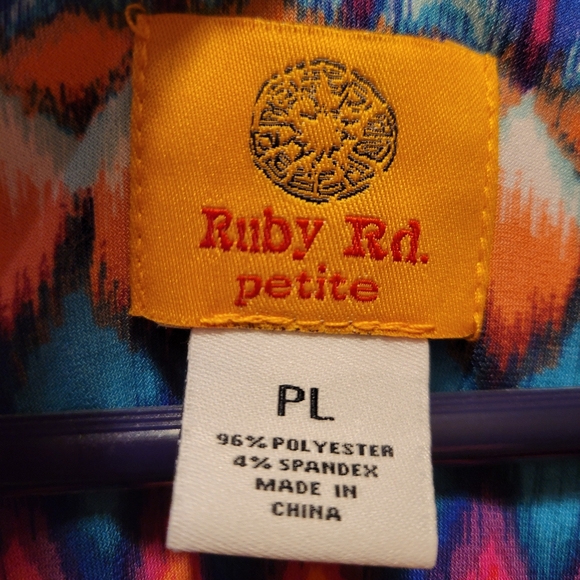 Ruby Rd.
petite
PL
96% POLYESTER
4% SPANDEX
MADE IN
CHINA